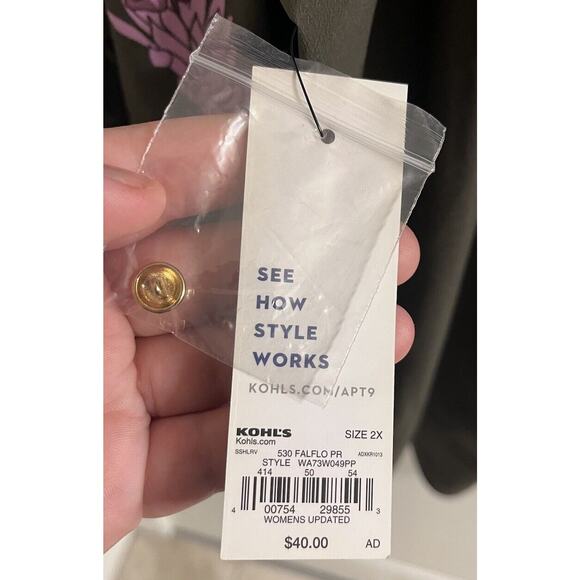 SEE
HOW
STYLE
WORKS
KOHLS.COM/APT9
KOHL'S SIZE 2X
Kohls.com
SSHLRV 530 FALFLO PR ADXKR1013
STYLE WA73W049PP
414 50 54
4 00754 29855 3
WOMENS UPDATED
$40.00 AD